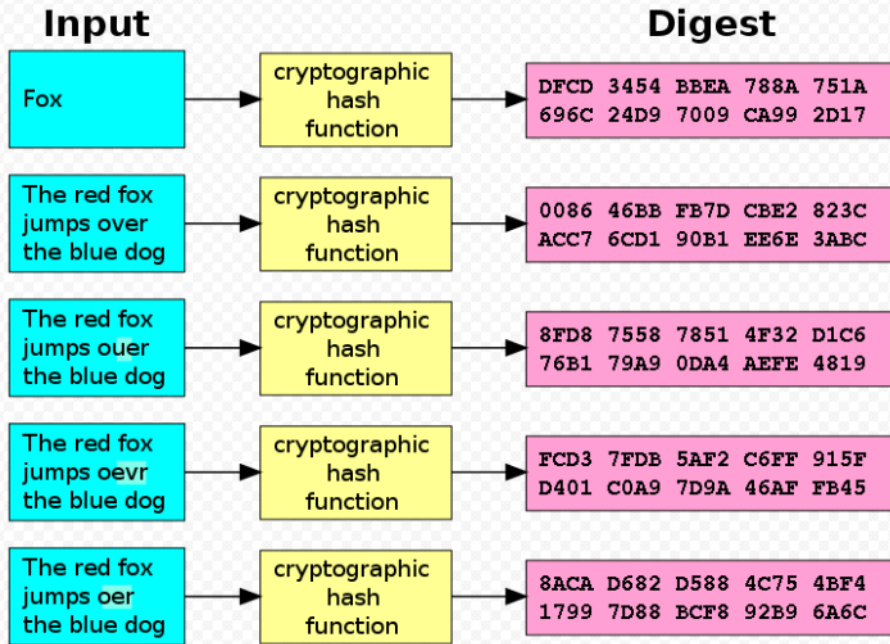 Input
Digest
Fox
cryptographic
hash
function
DFCD 3454 BBEA 788A 751A
696C 24D9 7009 CA99 2D17
The red fox
jumps over
the blue dog
cryptographic
hash
function
0086 46BB FB7D CBE2 823C
ACC7 6CD1 90B1 EE6E 3ABC
The red fox
jumps ouer
the blue dog
cryptographic
hash
function
8FD8 7558 7851 4F32 D1C6
76B1 79A9 0DA4 AEFE 4819
The red fox
jumps oevr
the blue dog
cryptographic
hash
function
FCD3 7FDB 5AF2 C6FF 915F
D401 C0A9 7D9A 46AF FB45
The red fox
jumps oer
the blue dog
cryptographic
hash
function
8ACA D682 D588 4C75 4BF4
1799 7D88 BCF8 92B9 6A6C